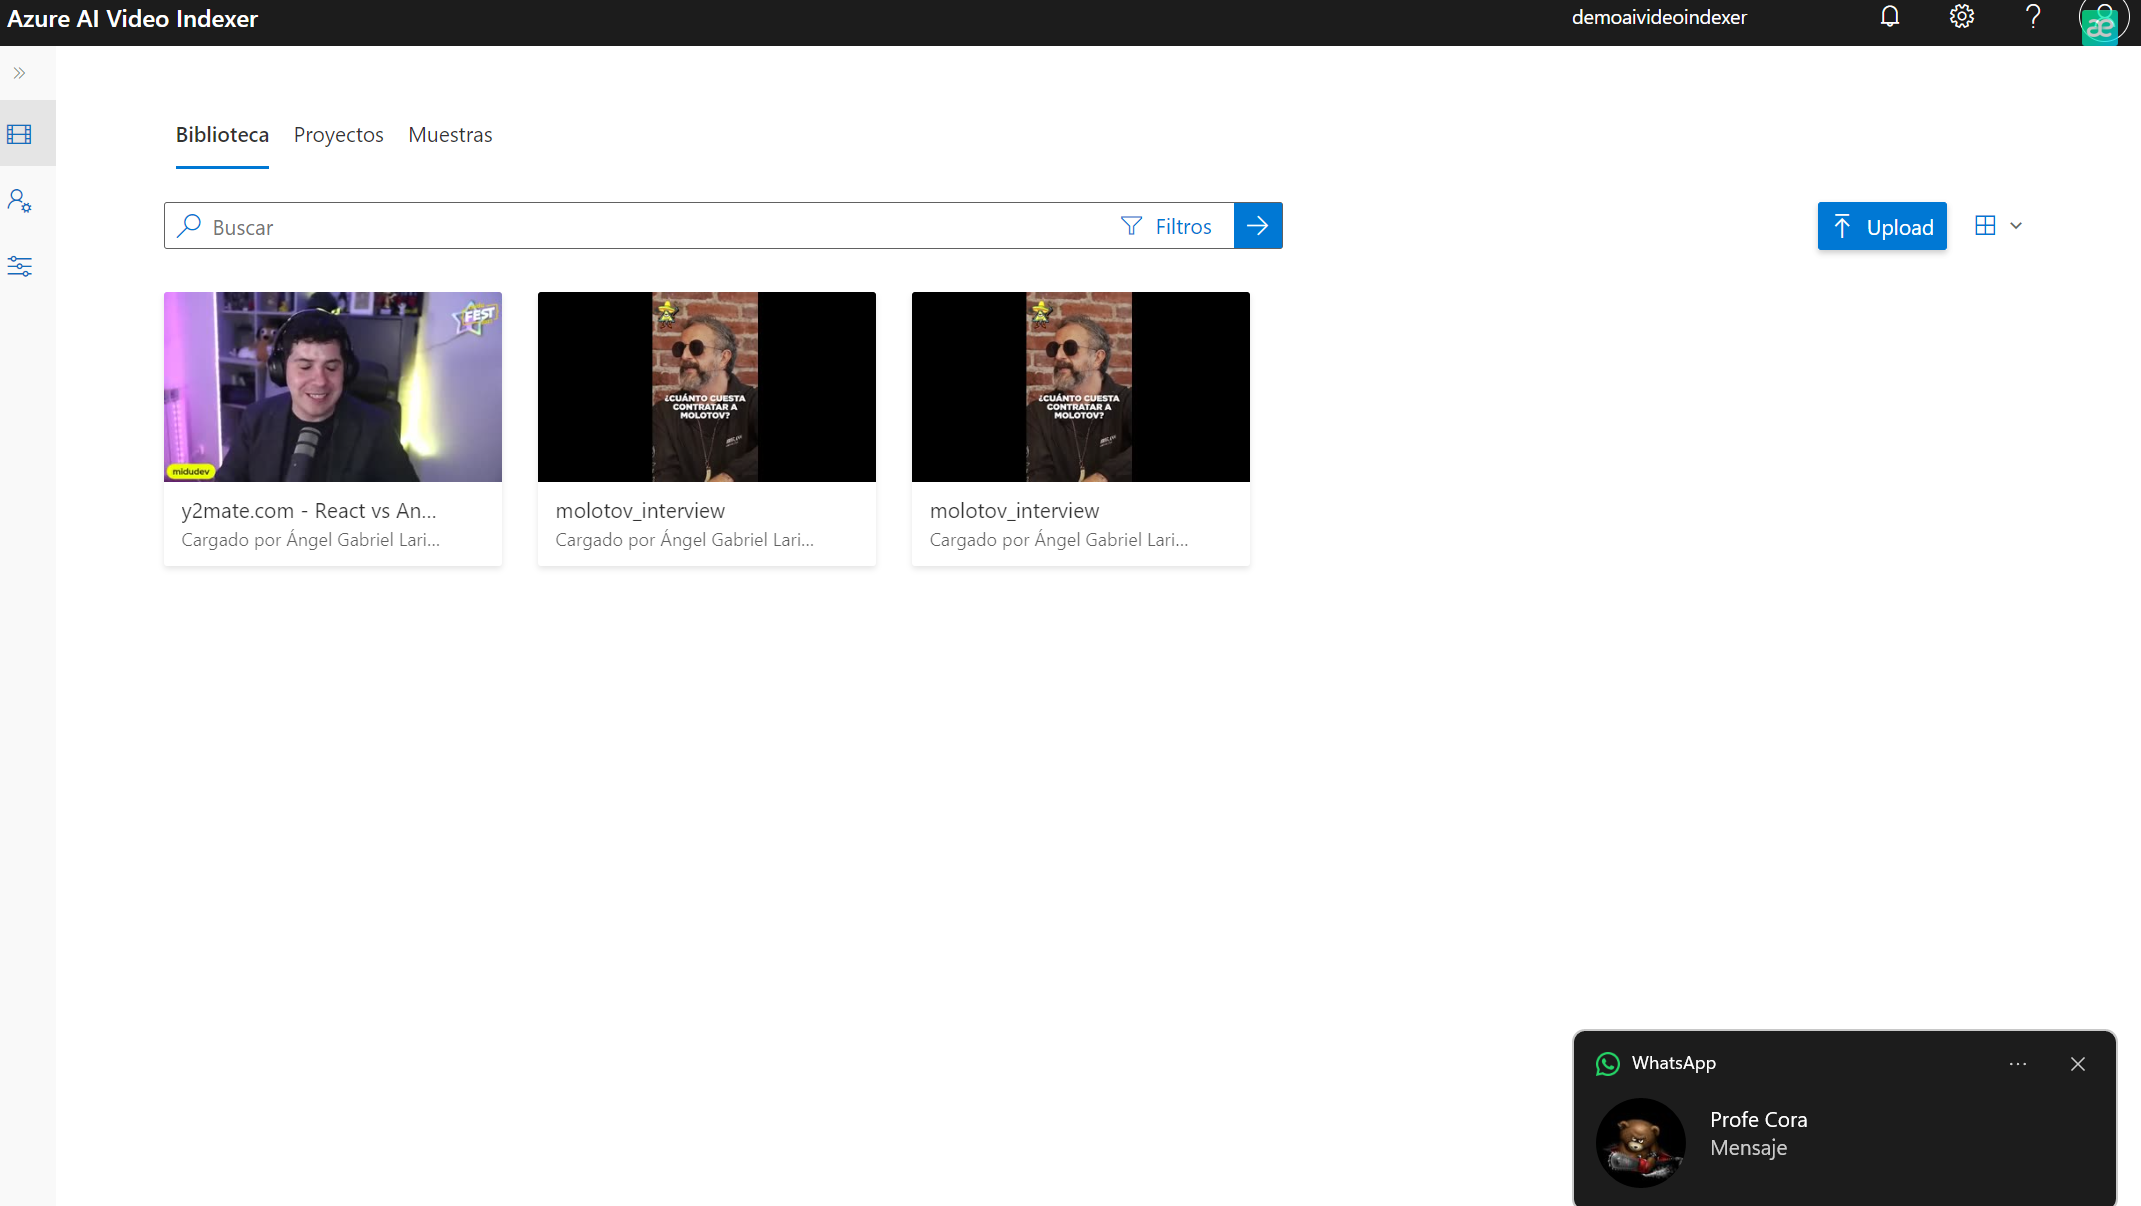 Azure AI Video Indexer
demoaivideoindexer
Biblioteca
Proyectos
Muestras
Buscar
Filtros
Upload
FEST
midudev
¿CUÁNTO CUESTA
CONTRATAR A
MOLOTOV?
¿CUÁNTO CUESTA
CONTRATAR A
MOLOTOV?
y2mate.com - React vs An...
Cargado por Ángel Gabriel Lari...
molotov_interview
Cargado por Ángel Gabriel Lari...
molotov_interview
Cargado por Ángel Gabriel Lari...
WhatsApp
Profe Cora
Mensaje